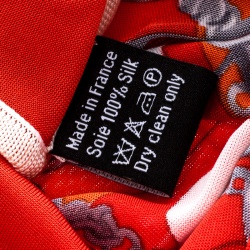 Made in France
Soie 100% Silk
P
Dry clean only